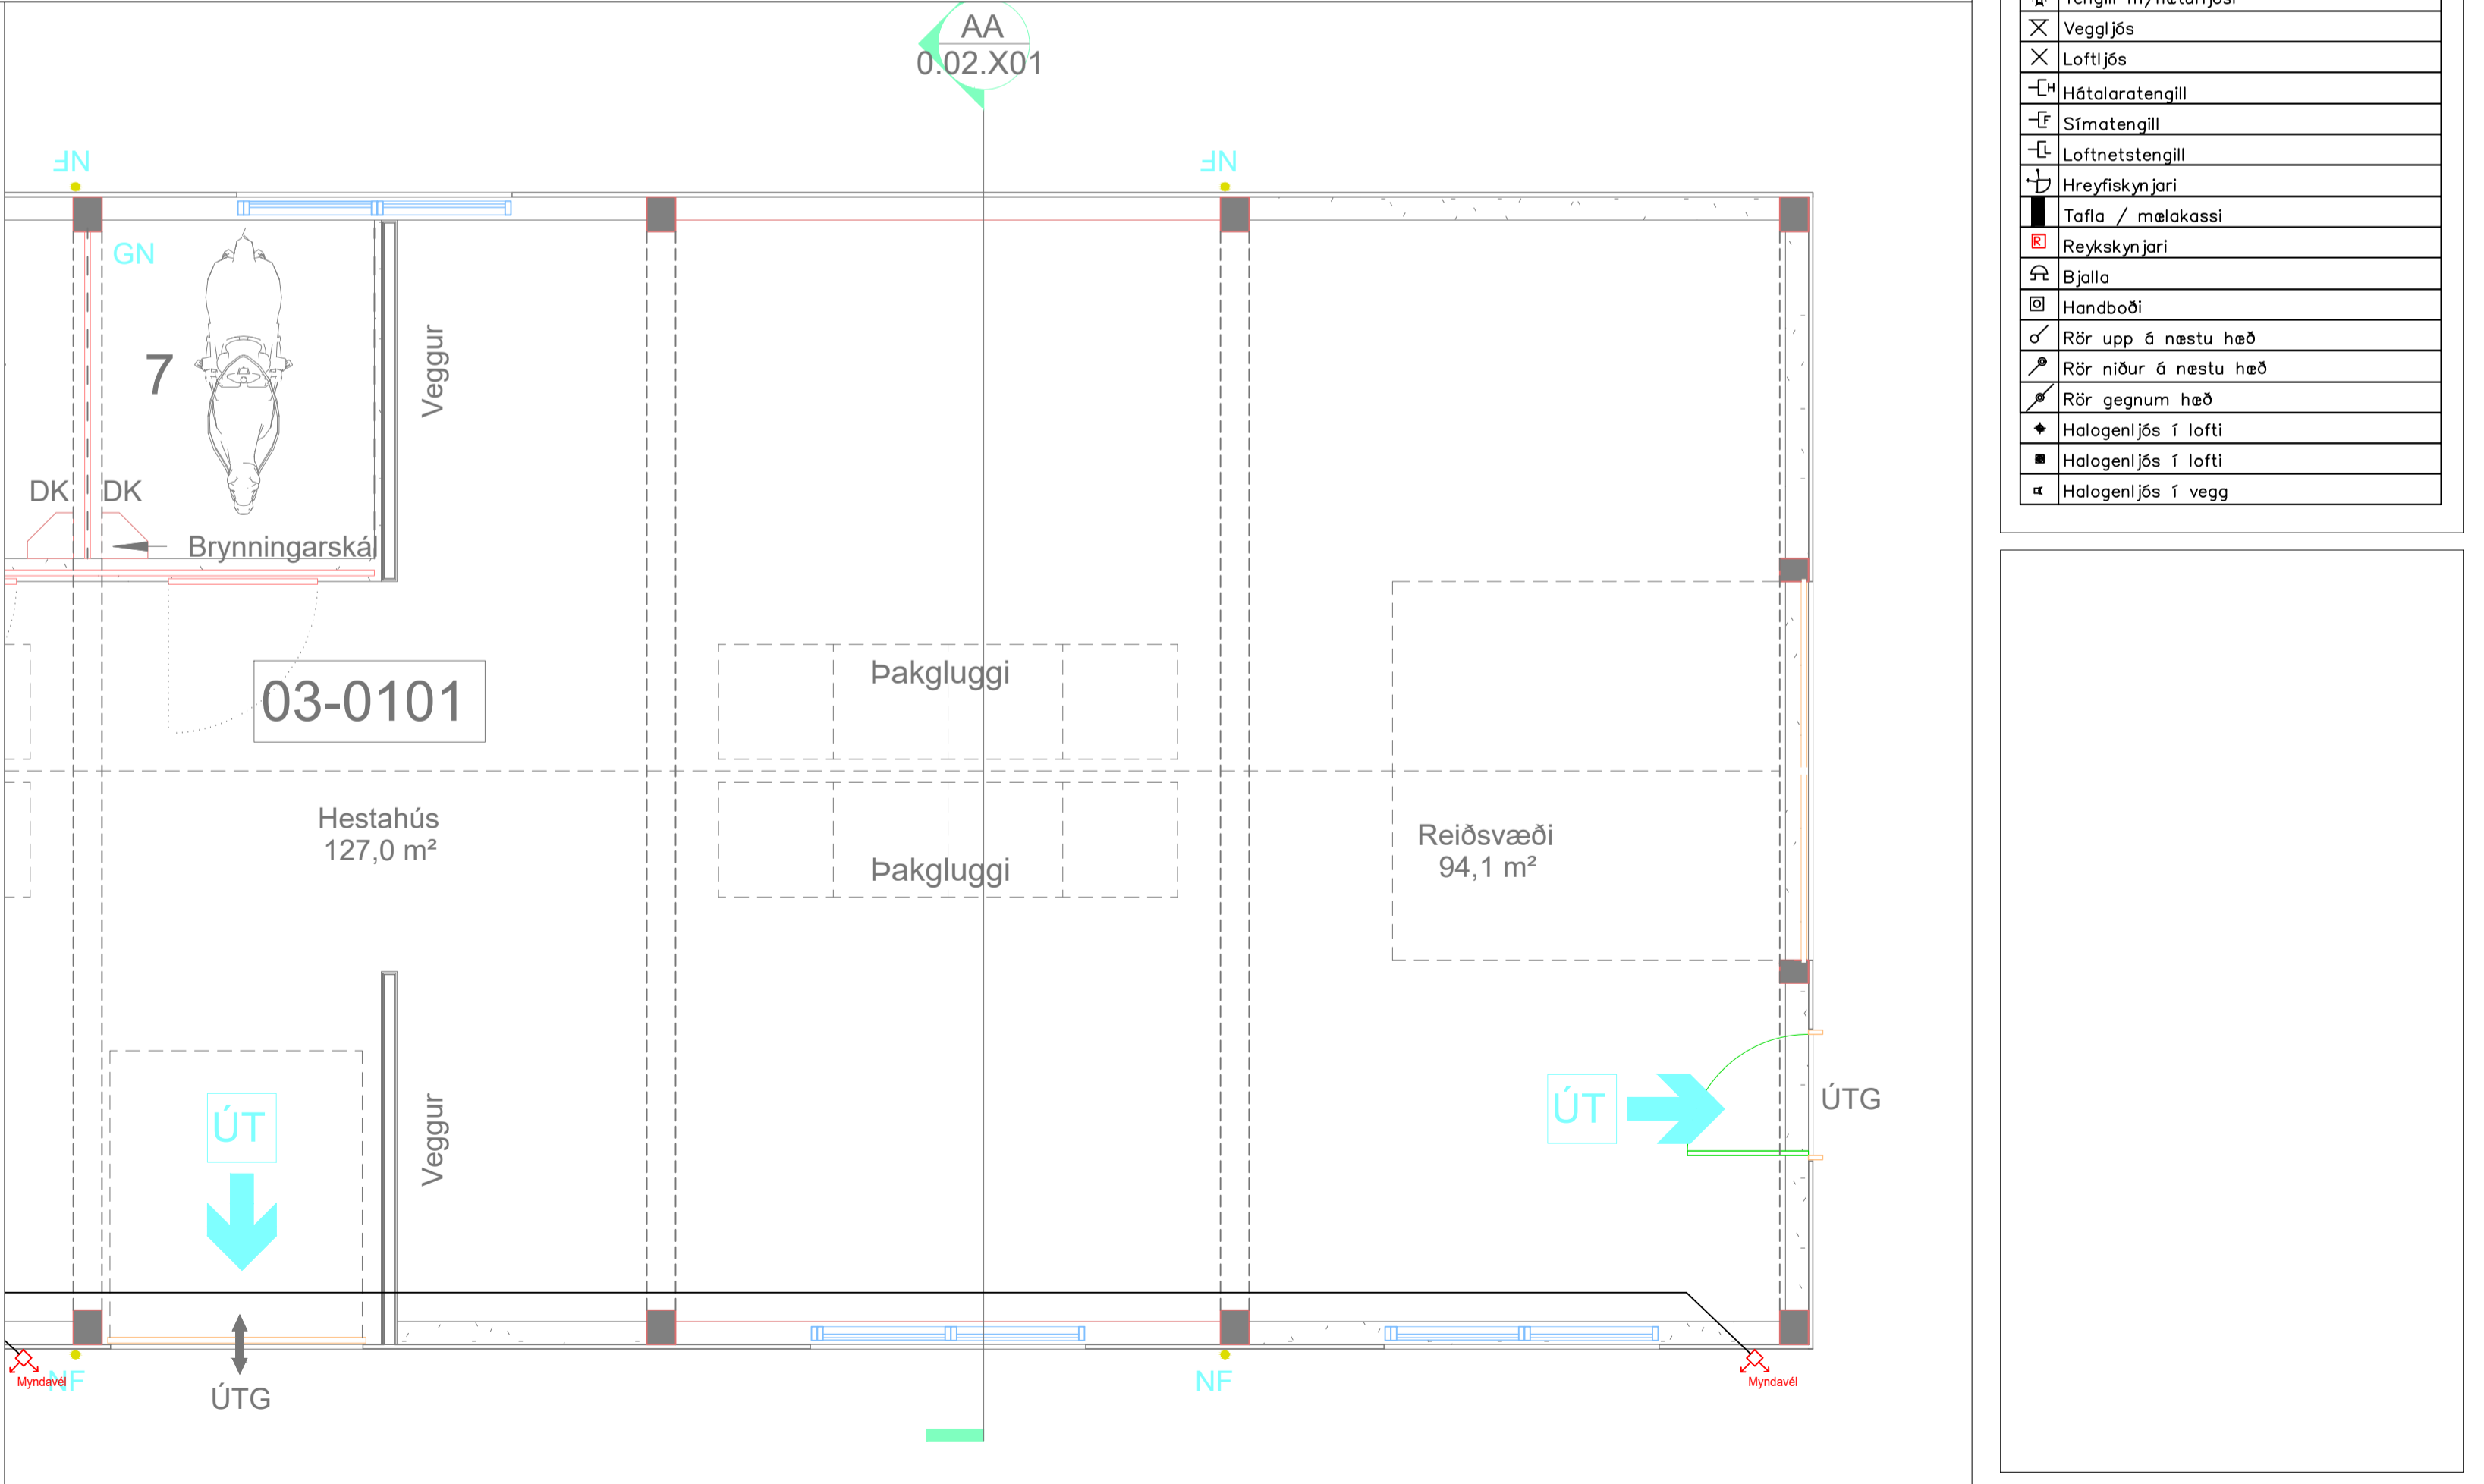 AA
0.02.X01
NF
NF
GN
7
Veggur
DK
DK
Brynningarskál
03-0101
Þakgluggi
Hestahús
127,0 m²
Reiðsvæði
94,1 m²
Þakgluggi
ÚT
ÚT
ÚTG
Veggur
Myndavél
NF
ÚTG
NF
Myndavél
Veggljós
Loftljós
H
Hátalaratengill
F
Símatengill
L
Loftnetstengill
Hreyfiskynjari
Tafla / mælakassi
R
Reykskynjari
Bjalla
Handboði
Rör upp á næstu hæð
Rör niður á næstu hæð
Rör gegnum hæð
Halogenljós í lofti
Halogenljós í lofti
Halogenljós í vegg